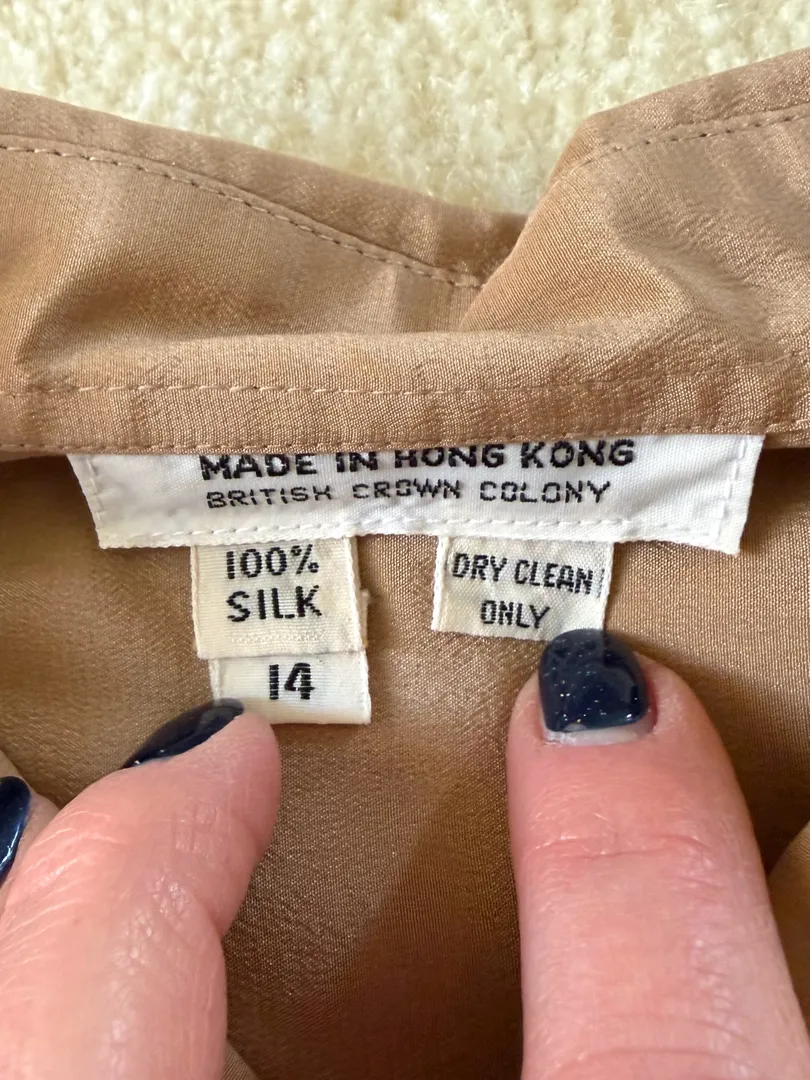 MADE IN HONG KONG
BRITISH CROWN COLONY
100%
SILK
DRY CLEAN
ONLY
14